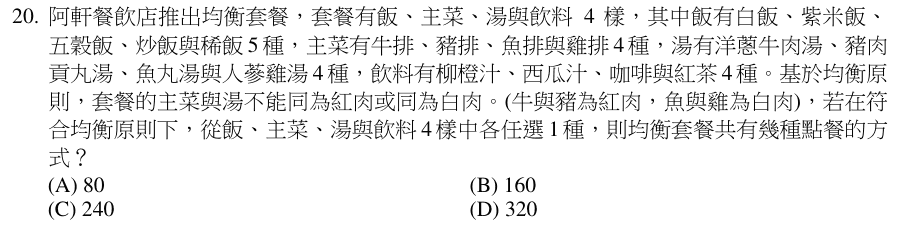 20. 阿軒餐飲店推出均衡套餐，套餐有飯、主菜、湯與飲料 4 樣，其中飯有白飯、紫米飯、
五穀飯、炒飯與稀飯 5 種，主菜有牛排、豬排、魚排與雞排 4 種，湯有洋蔥牛肉湯、豬肉
貢丸湯、魚丸湯與人蔘雞湯 4 種，飲料有柳橙汁、西瓜汁、咖啡與紅茶 4 種。基於均衡原
則，套餐的主菜與湯不能同為紅肉或同為白肉。(牛與豬為紅肉，魚與雞為白肉)，若在符
合均衡原則下，從飯、主菜、湯與飲料 4 樣中各任選 1 種，則均衡套餐共有幾種點餐的方
式？
(A) 80 (B) 160
(C) 240 (D) 320